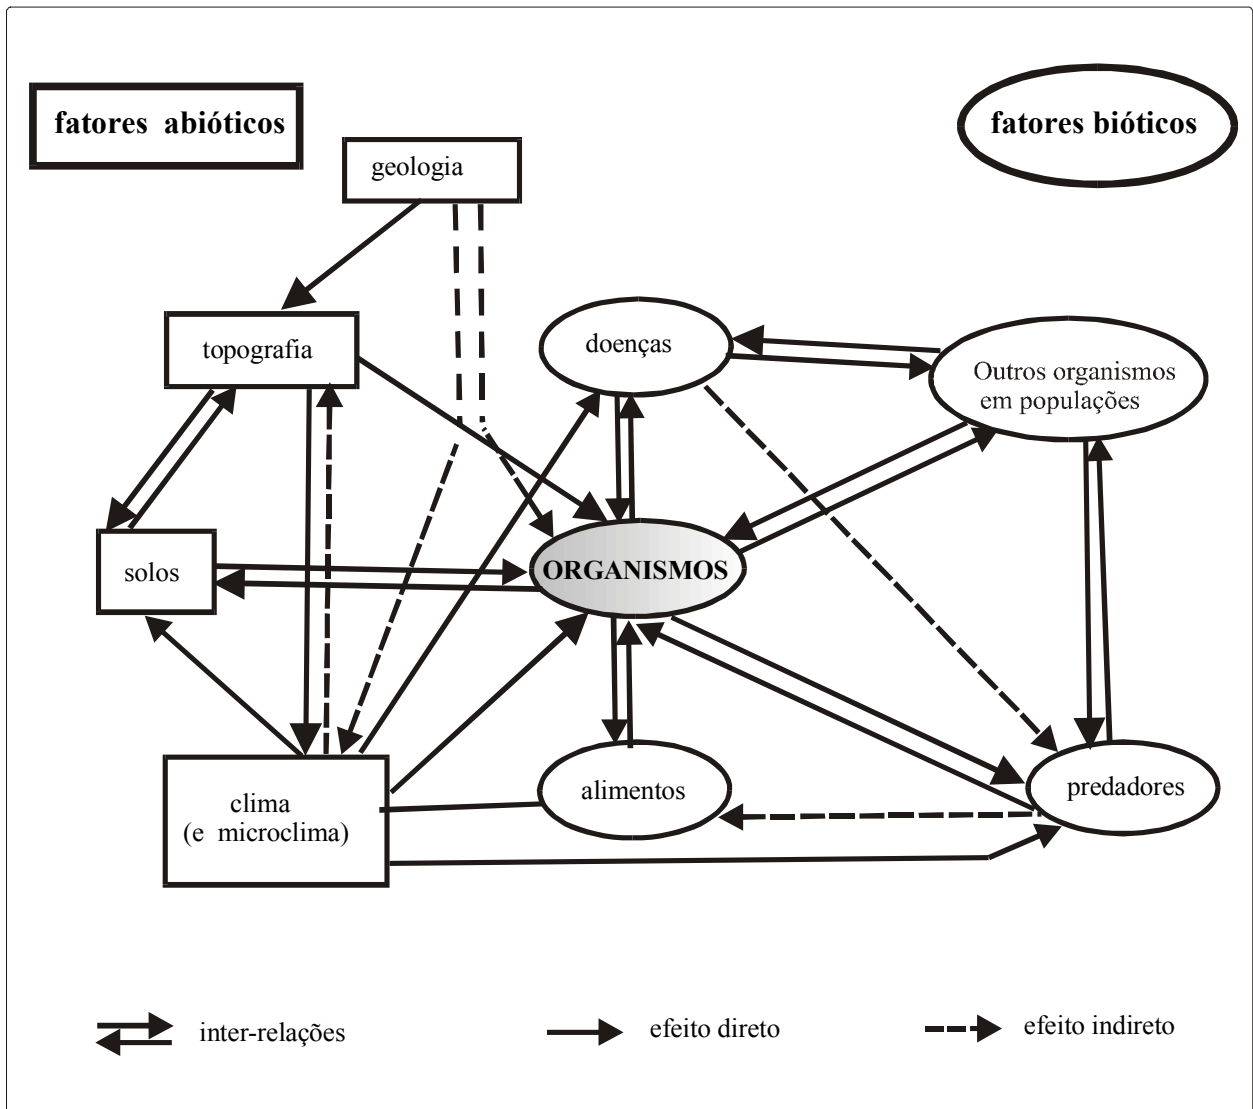 fatores abióticos
fatores bióticos
geologia
topografia
doenças
Outros organismos
em populações
solos
ORGANISMOS
clima
(e microclima)
alimentos
predadores
inter-relações
efeito direto
efeito indireto